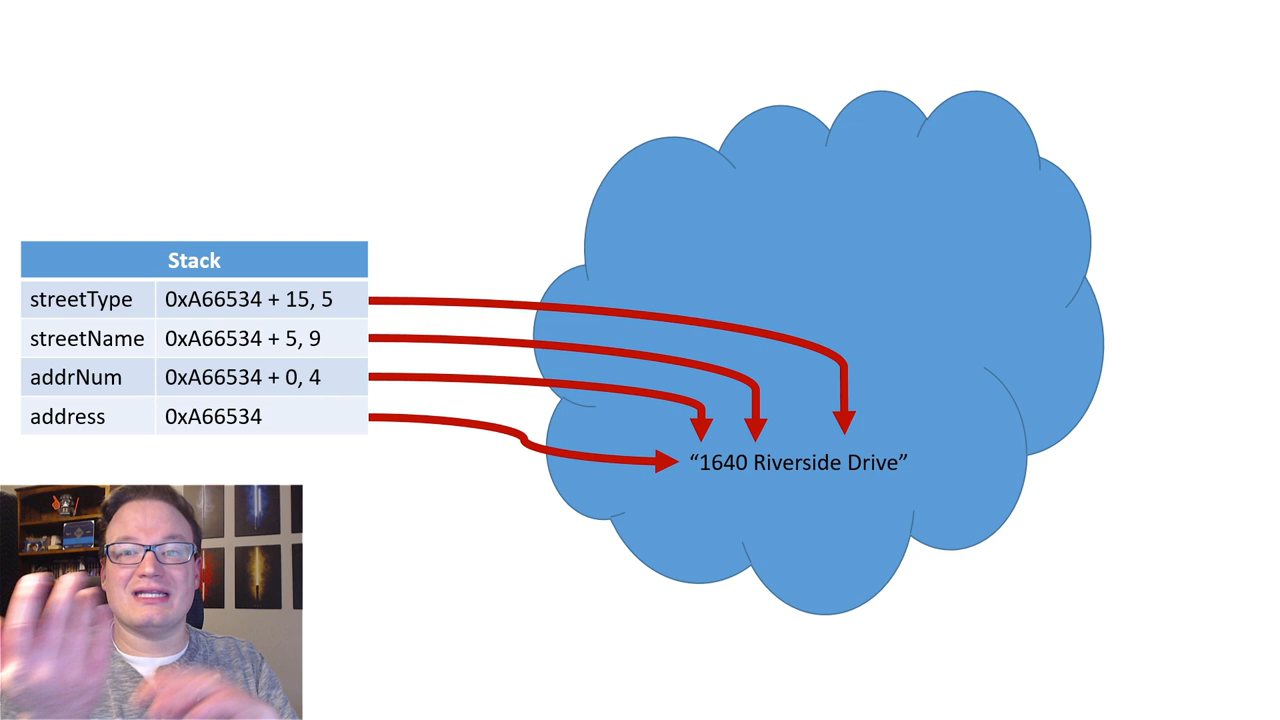 Stack
streetType 0xA66534 + 15, 5
streetName 0xA66534 + 5, 9
addrNum 0xA66534 + 0, 4
address 0xA66534
“1640 Riverside Drive”